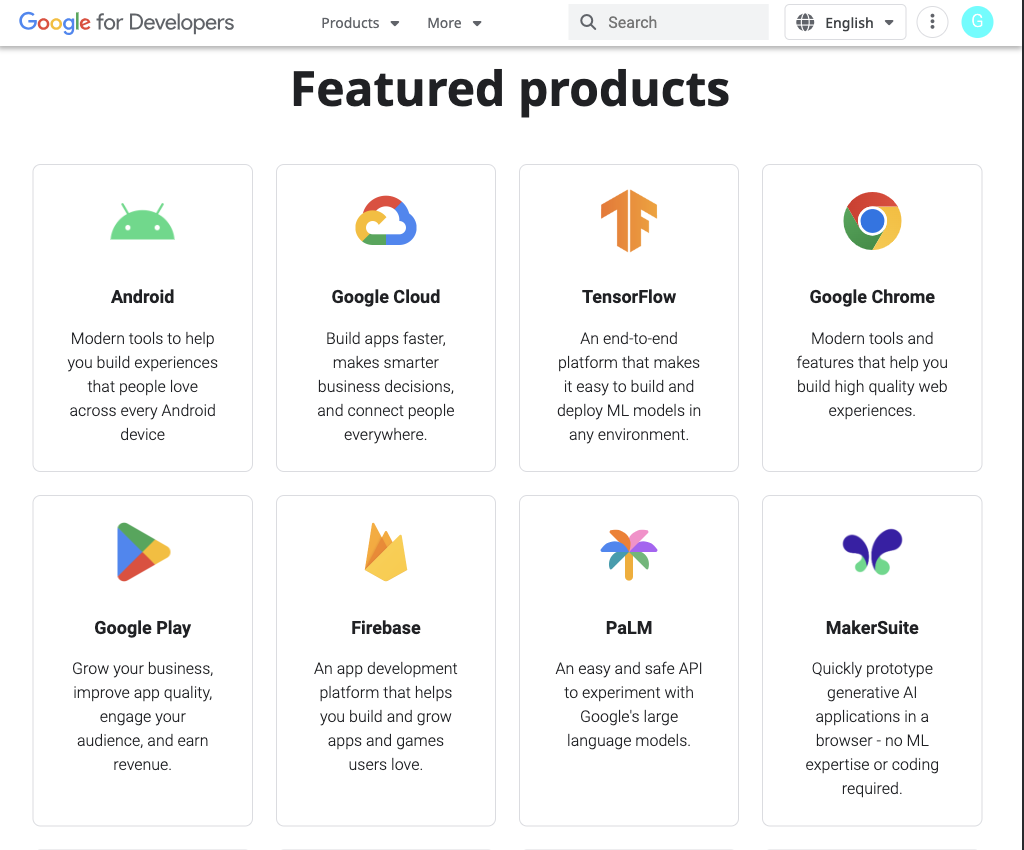 Google for Developers
Products
More
Search
English
G
Featured products
Android
Modern tools to help
you build experiences
that people love
across every Android
device
Google Cloud
Build apps faster,
makes smarter
business decisions,
and connect people
everywhere.
TensorFlow
An end-to-end
platform that makes
it easy to build and
deploy ML models in
any environment.
Google Chrome
Modern tools and
features that help you
build high quality web
experiences.
Google Play
Grow your business,
improve app quality,
engage your
audience, and earn
revenue.
Firebase
An app development
platform that helps
you build and grow
apps and games
users love.
PaLM
An easy and safe API
to experiment with
Google's large
language models.
MakerSuite
Quickly prototype
generative AI
applications in a
browser - no ML
expertise or coding
required.